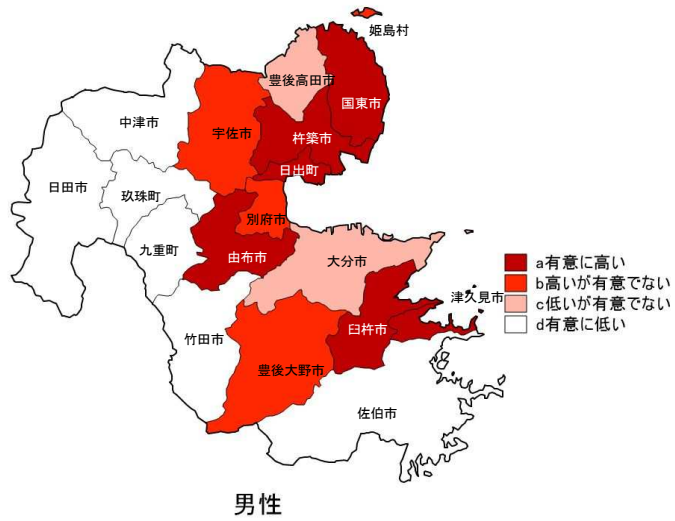 姫島村
豊後高田市
国東市
中津市
宇佐市
杵築市
日出町
日田市
玖珠町
別府市
九重町
由布市
大分市
a有意に高い
b高いが有意でない
c低いが有意でない
d有意に低い
津久見市
臼杵市
竹田市
豊後大野市
佐伯市
男性